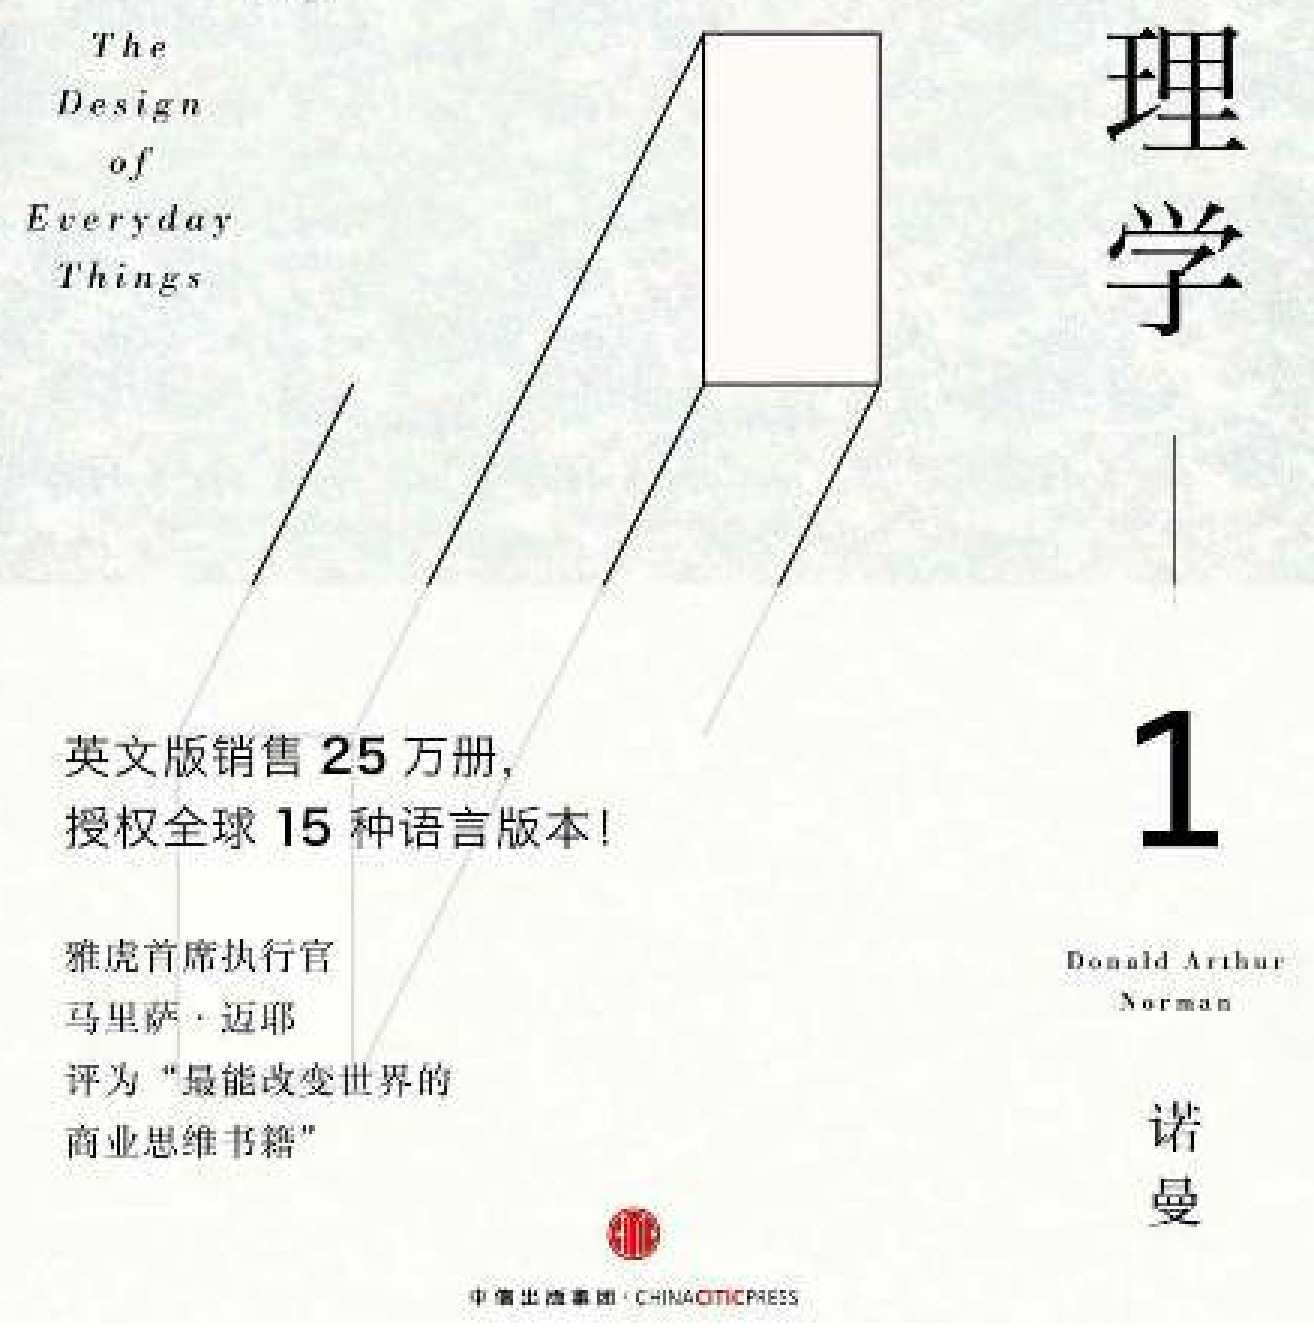 The
Design
of
Everyday
Things
理
学
1
Donald Arthur
Norman
诺
曼
英文版销售 25 万册,
授权全球 15 种语言版本!
雅虎首席执行官
马里萨·迈耶
评为“最能改变世界的
商业思维书籍”
中信出版集团·CHINACITICPRESS